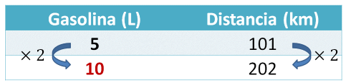 Gasolina (L) Distancia (km)
× 2 5 101 × 2
10 202